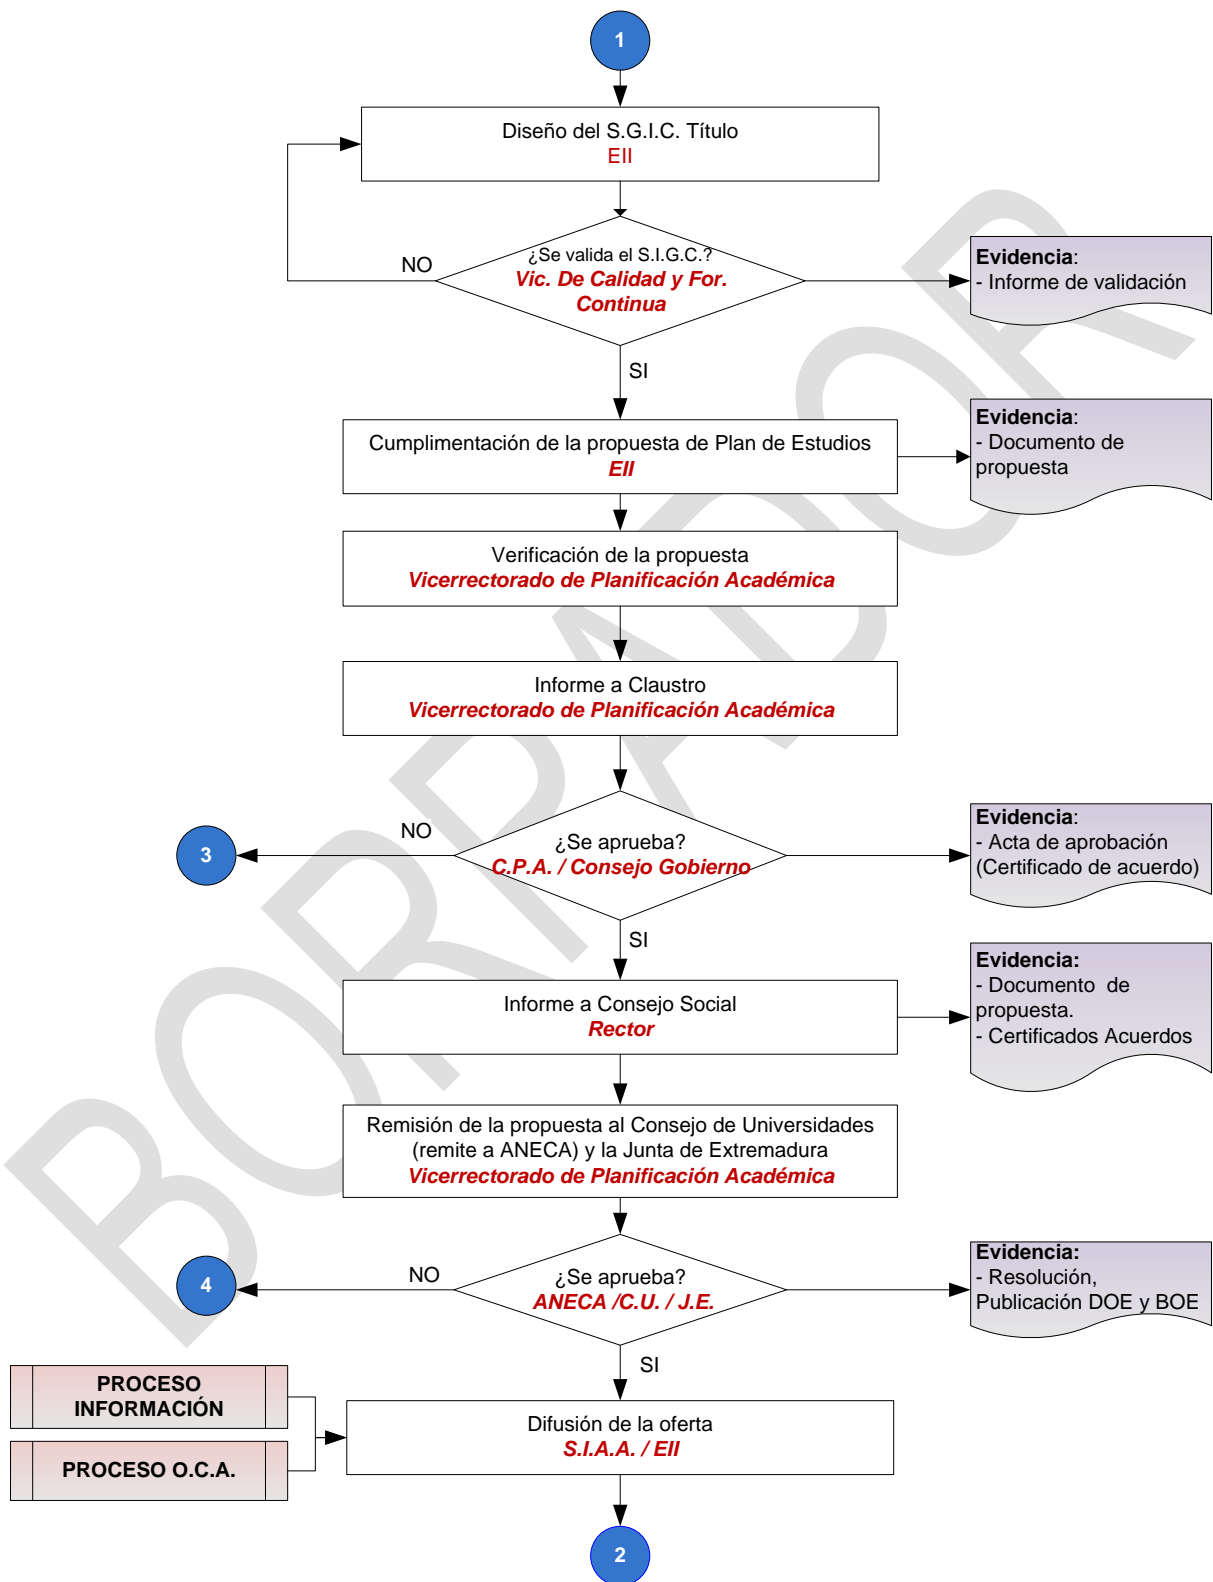 1
Diseño del S.G.I.C. Título
EII
¿Se valida el S.I.G.C.?
Vic. De Calidad y For.
Continua
NO
Evidencia:
- Informe de validación
SI
Cumplimentación de la propuesta de Plan de Estudios
EII
Evidencia:
- Documento de
propuesta
Verificación de la propuesta
Vicerrectorado de Planificación Académica
Informe a Claustro
Vicerrectorado de Planificación Académica
3
NO
¿Se aprueba?
C.P.A. / Consejo Gobierno
Evidencia:
- Acta de aprobación
(Certificado de acuerdo)
SI
Informe a Consejo Social
Rector
Evidencia:
- Documento  de
propuesta.
- Certificados Acuerdos
Remisión de la propuesta al Consejo de Universidades
(remite a ANECA) y la Junta de Extremadura
Vicerrectorado de Planificación Académica
4
NO
¿Se aprueba?
ANECA /C.U. / J.E.
Evidencia:
- Resolución,
Publicación DOE y BOE
SI
PROCESO
INFORMACIÓN
PROCESO O.C.A.
Difusión de la oferta
S.I.A.A. / EII
2
BORRADOR